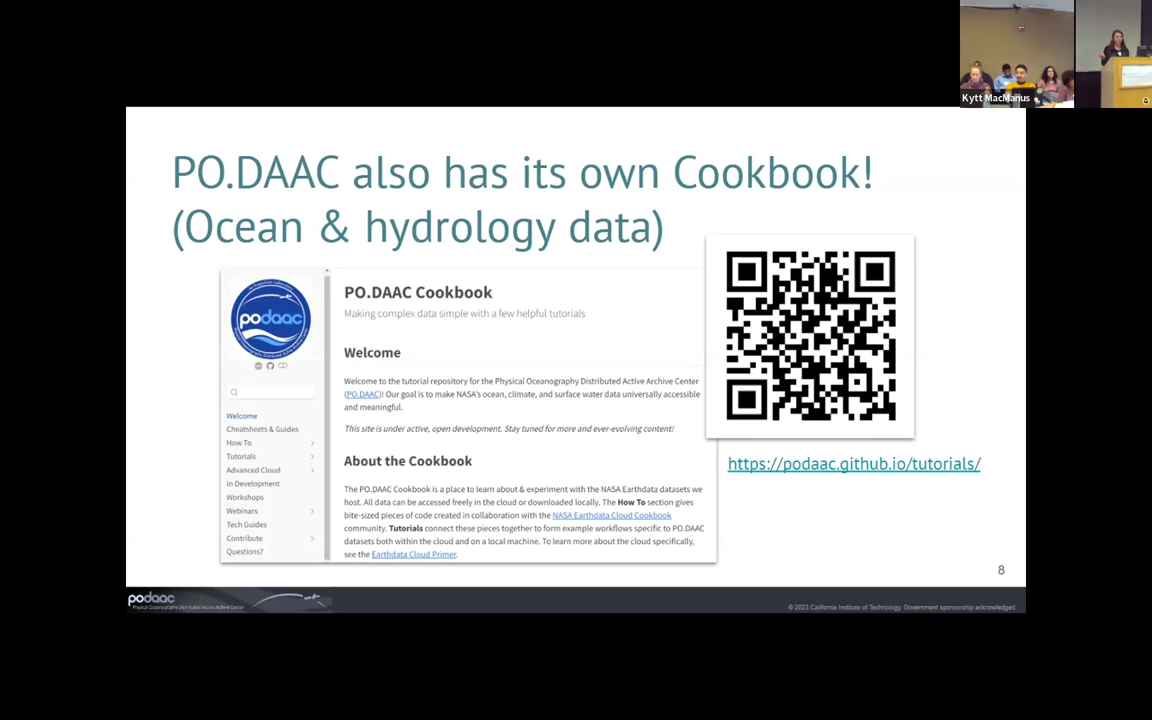 Kytt MacManus
PO.DAAC also has its own Cookbook!
(Ocean & hydrology data)
podaac
PO.DAAC Cookbook
Making complex data simple with a few helpful tutorials
Welcome
Welcome to the tutorial repository for the Physical Oceanography Distributed Active Archive Center
(PO.DAAC)! Our goal is to make NASA's ocean, climate, and surface water data universally accessible
and meaningful.
This site is under active, open development. Stay tuned for more and ever-evolving content!
About the Cookbook
The PO.DAAC Cookbook is a place to learn about & experiment with the NASA Earthdata datasets we
host. All data can be accessed freely in the cloud or downloaded locally. The How To section gives
bite-sized pieces of code created in collaboration with the NASA Earthdata Cloud Cookbook
community. Tutorials connect these pieces together to form example workflows specific to PO.DAAC
datasets both within the cloud and on a local machine. To learn more about the cloud specifically,
see the Earthdata Cloud Primer.
Welcome
Cheatsheets & Guides
How To
Tutorials
Advanced Cloud
In Development
Workshops
Webinars
Tech Guides
Contribute
Questions?
https://podaac.github.io/tutorials/
8
podaac
Physical Oceanography Distributed Active Archive Center
© 2023 California Institute of Technology. Government sponsorship acknowledged